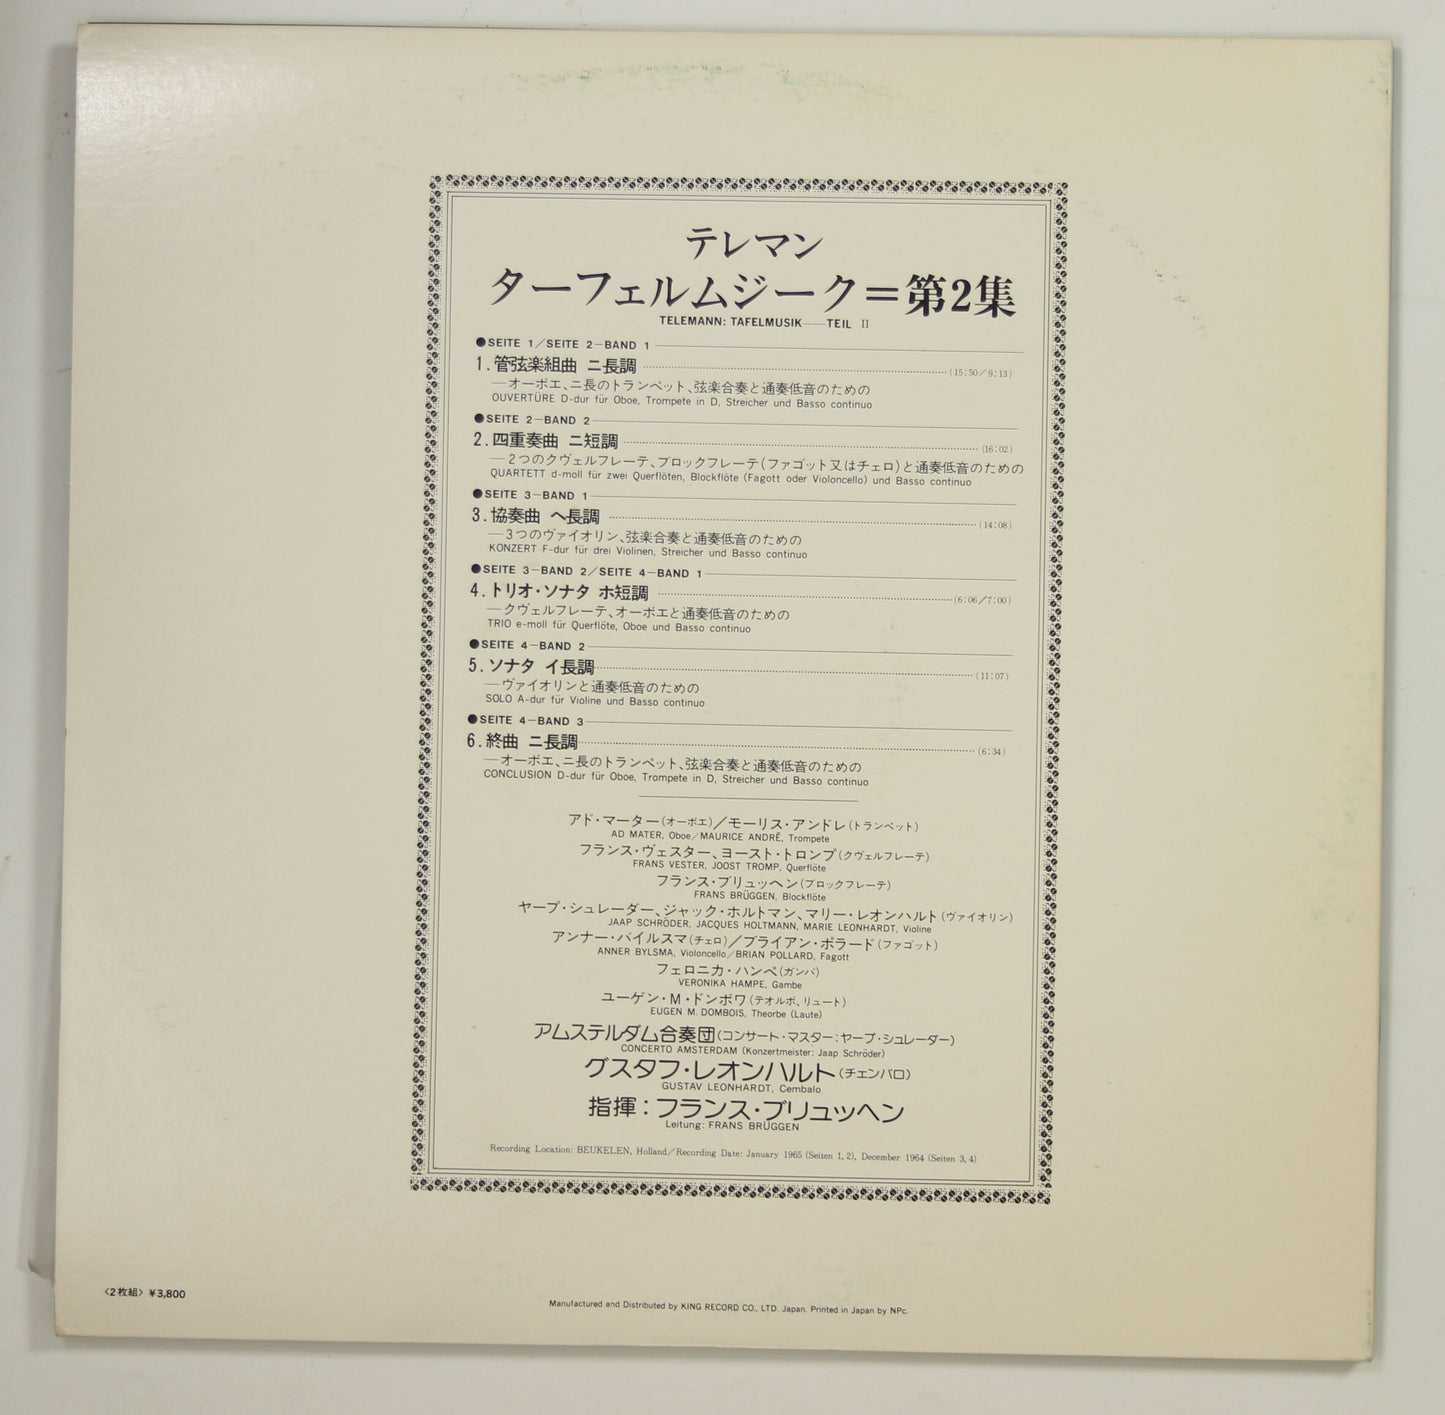 テレマン
ターフェルムジーク＝第2集
TELEMANN: TAFELMUSIK——TEIL II
●SEITE 1／SEITE 2－BAND 1
1. 管弦楽組曲 ニ長調 (15:50／9:13)
—オーボエ、ニ長のトランペット、弦楽合奏と通奏低音のための
OUVERTÜRE D-dur für Oboe, Trompete in D, Streicher und Basso continuo
●SEITE 2－BAND 2
2. 四重奏曲 ニ短調 (16:02)
—2つのクヴェルフレーテ、ブロックフレーテ（ファゴット又はチェロ）と通奏低音のための
QUARTETT d-moll für zwei Querflöten, Blockflöte (Fagott oder Violoncello) und Basso continuo
●SEITE 3－BAND 1
3. 協奏曲 ヘ長調 (14:08)
—3つのヴァイオリン、弦楽合奏と通奏低音のための
KONZERT F-dur für drei Violinen, Streicher und Basso continuo
●SEITE 3－BAND 2／SEITE 4－BAND 1
4. トリオ・ソナタ ホ短調 (6:06／7:00)
—クヴェルフレーテ、オーボエと通奏低音のための
TRIO e-moll für Querflöte, Oboe und Basso continuo
●SEITE 4－BAND 2
5. ソナタ イ長調 (11:07)
—ヴァイオリンと通奏低音のための
SOLO A-dur für Violine und Basso continuo
●SEITE 4－BAND 3
6. 終曲 ニ長調 (6:34)
—オーボエ、ニ長のトランペット、弦楽合奏と通奏低音のための
CONCLUSION D-dur für Oboe, Trompete in D, Streicher und Basso continuo
アド・マーター（オーボエ）／モーリス・アンドレ（トランペット）
AD MATER, Oboe／MAURICE ANDRÉ, Trompete
フランス・ヴェスター、ヨースト・トロンプ（クヴェルフレーテ）
FRANS VESTER, JOOST TROMP, Querflöte
フランス・ブリュッヘン（ブロックフレーテ）
FRANS BRÜGGEN, Blockflöte
ヤープ・シュレーダー、ジャック・ホルトマン、マリー・レオンハルト（ヴァイオリン）
JAAP SCHRÖDER, JACQUES HOLTMANN, MARIE LEONHARDT, Violine
アンナー・バイルスマ（チェロ）／ブライアン・ポラード（ファゴット）
ANNER BYLSMA, Violoncello／BRIAN POLLARD, Fagott
フェロニカ・ハンペ（ガンバ）
VERONIKA HAMPE, Gambe
ユーゲン・M・ドンボワ（テオルボ、リュート）
EUGEN M. DOMBOIS, Theorbe (Laute)
アムステルダム合奏団（コンサート・マスター：ヤープ・シュレーダー）
CONCERTO AMSTERDAM (Konzertmeister: Jaap Schröder)
グスタフ・レオンハルト（チェンバロ）
GUSTAV LEONHARDT, Cembalo
指揮：フランス・ブリュッヘン
Leitung: FRANS BRÜGGEN
Recording Location: BEUKELEN, Holland／Recording Date: January 1965 (Seiten 1, 2), December 1964 (Seiten 3, 4)
〈2枚組〉 ¥3,800
Manufactured and Distributed by KING RECORD CO., LTD. Japan. Printed in Japan by NPc.